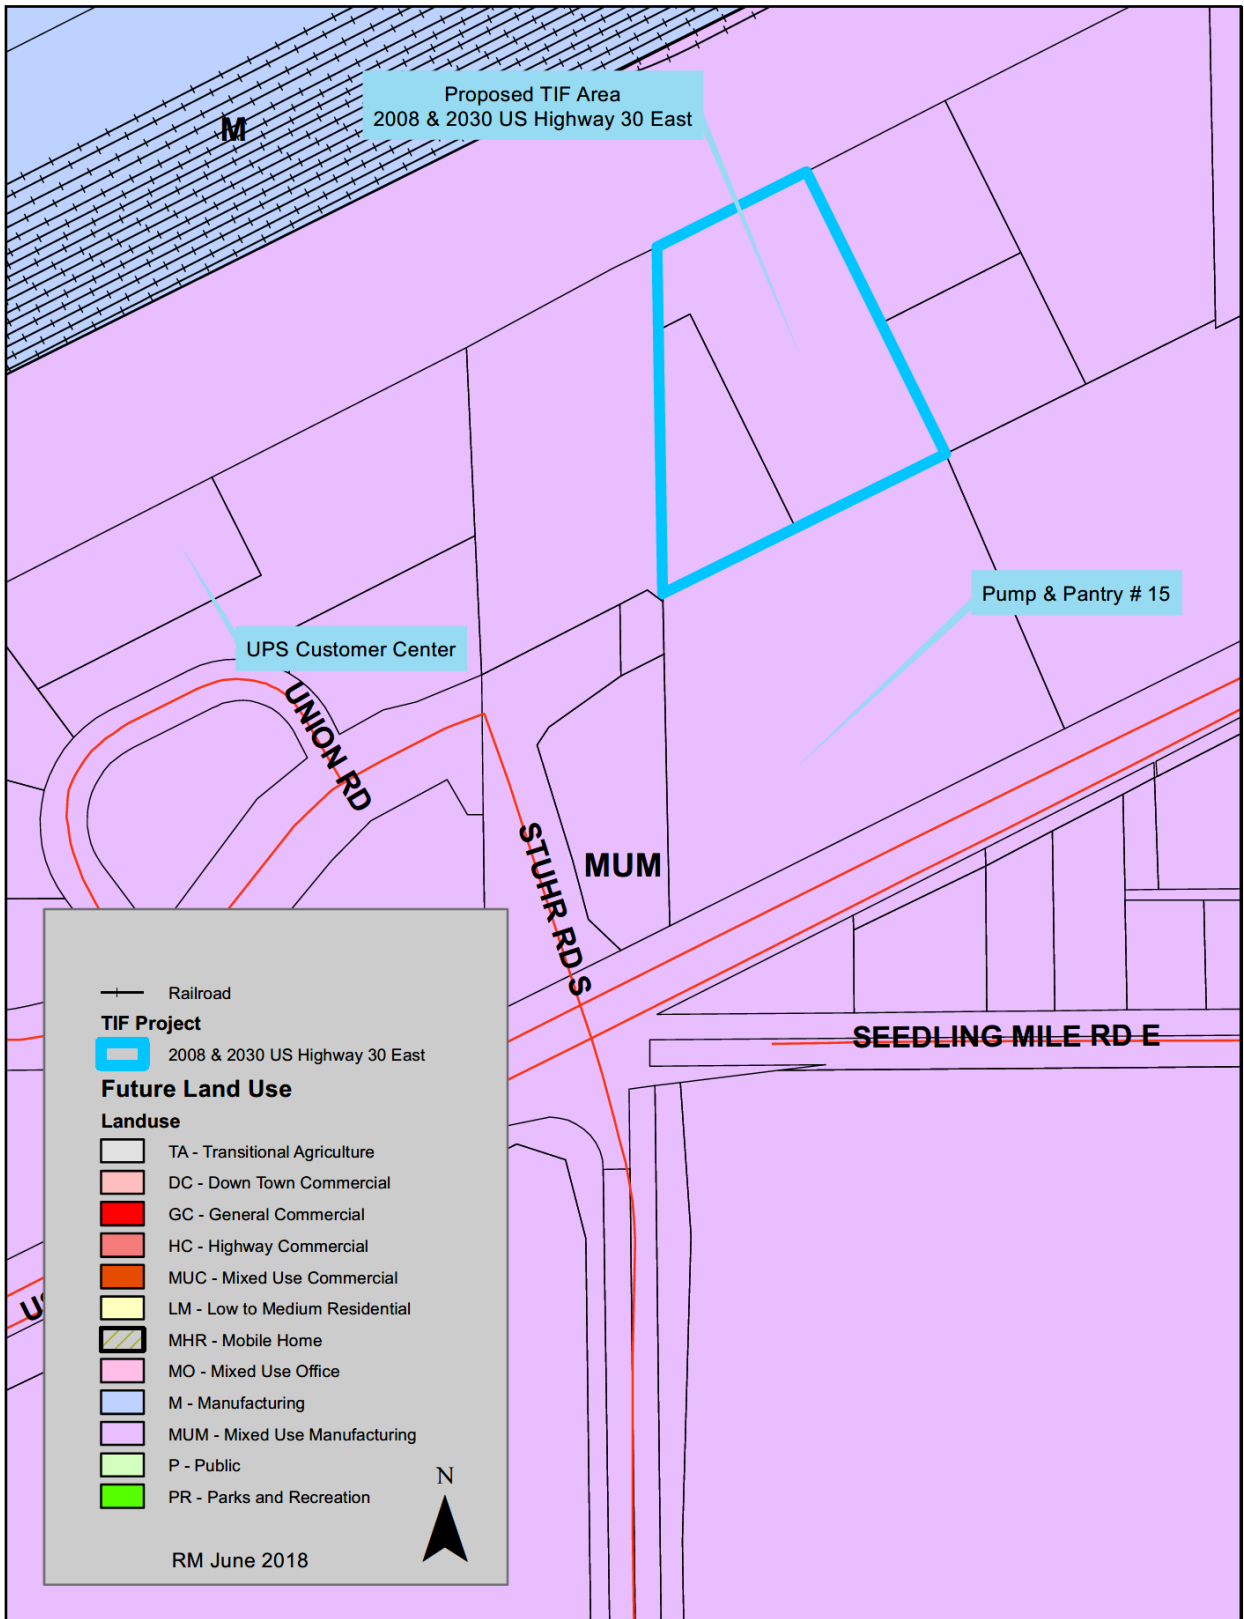 Proposed TIF Area
2008 & 2030 US Highway 30 East
M
Pump & Pantry # 15
UPS Customer Center
UNION RD
STUHR RD S
MUM
SEEDLING MILE RD E
US
Railroad
TIF Project
2008 & 2030 US Highway 30 East
Future Land Use
Landuse
TA - Transitional Agriculture
DC - Down Town Commercial
GC - General Commercial
HC - Highway Commercial
MUC - Mixed Use Commercial
LM - Low to Medium Residential
MHR - Mobile Home
MO - Mixed Use Office
M - Manufacturing
MUM - Mixed Use Manufacturing
P - Public
PR - Parks and Recreation
N
RM June 2018